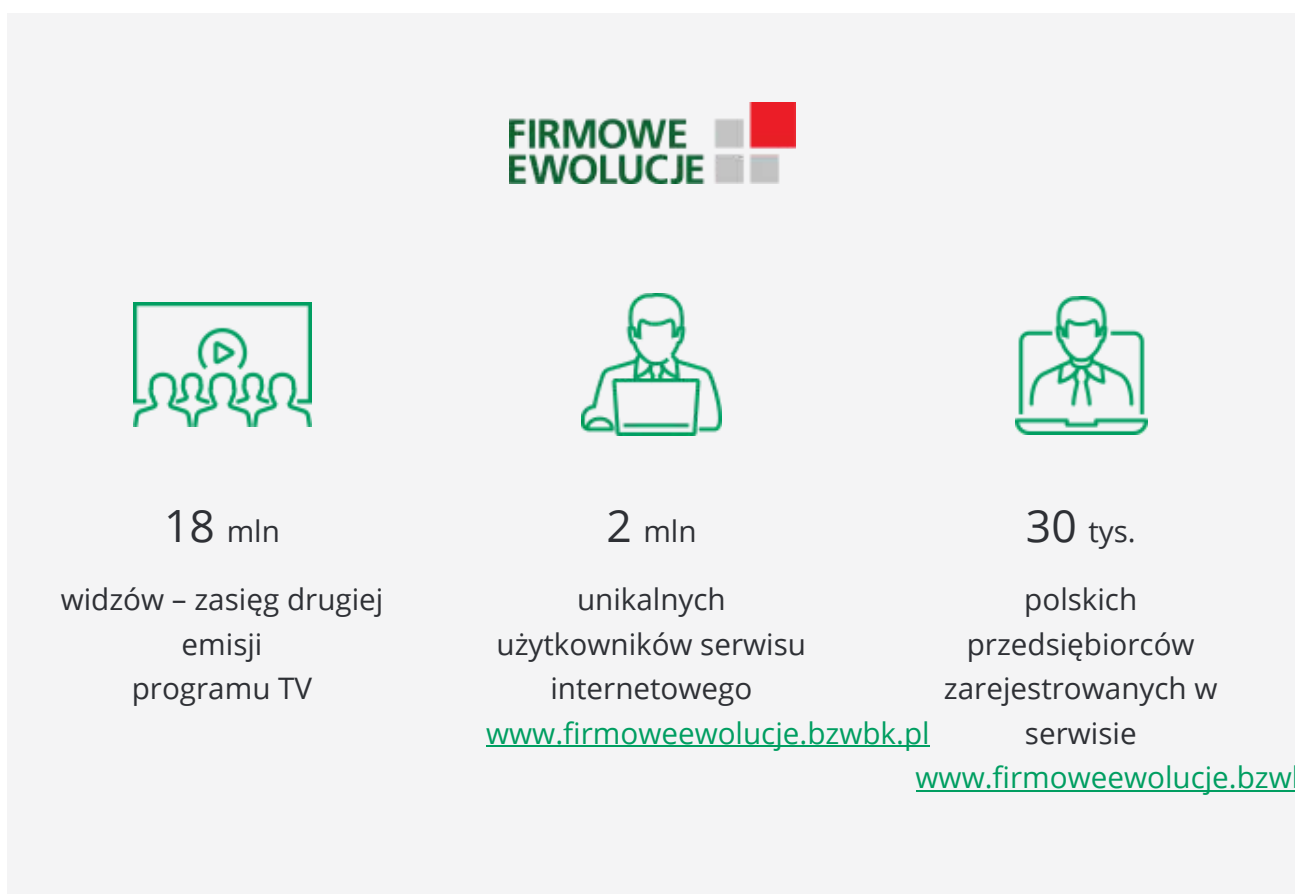 FIRMOWE
EWOLUCJE
18 mln
widzów – zasięg drugiej
emisji
programu TV
2 mln
unikalnych
użytkowników serwisu
internetowego
www.firmoweewolucje.bzwbk.pl
30 tys.
polskich
przedsiębiorców
zarejestrowanych w
serwisie
www.firmoweewolucje.bzw